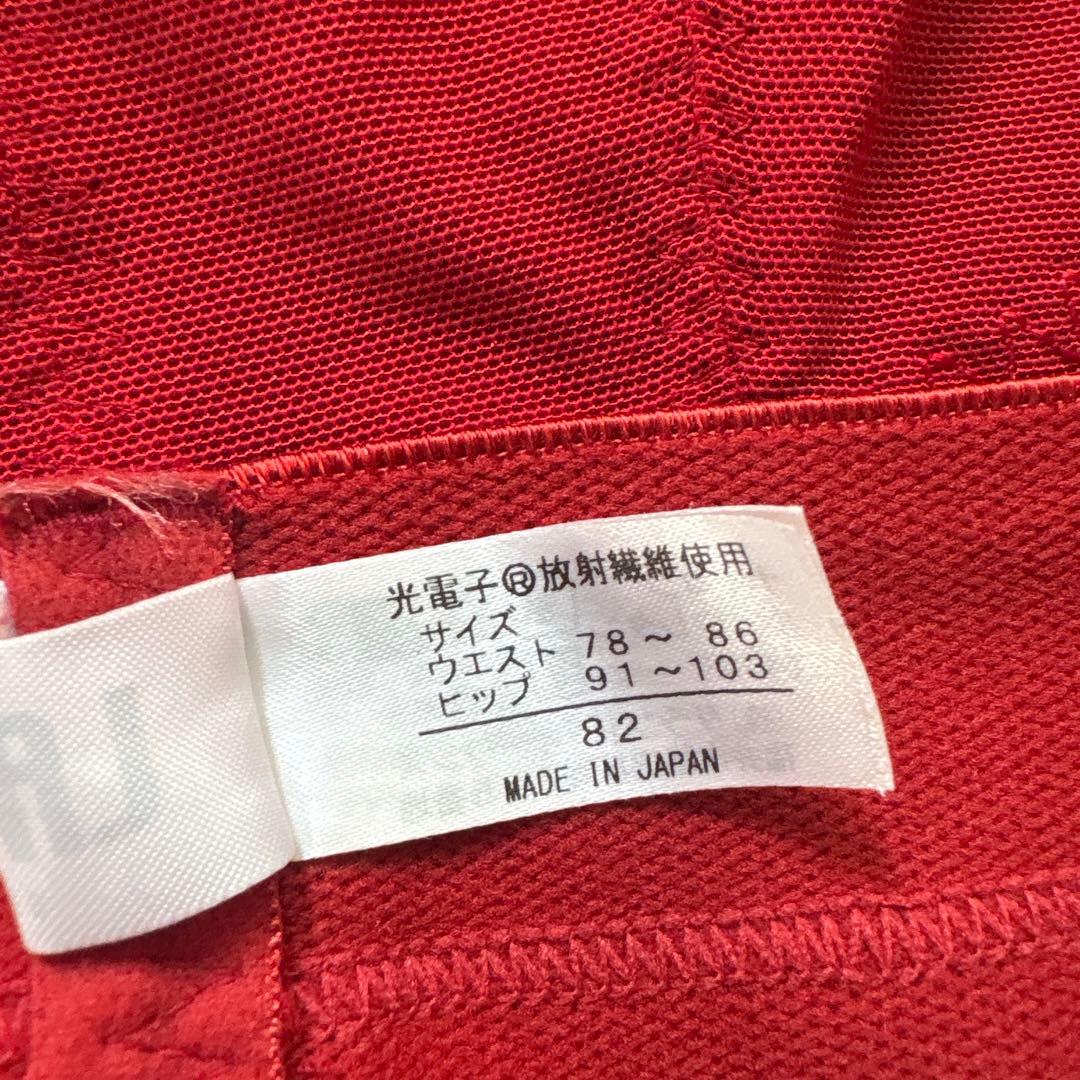 光電子®放射繊維使用
サイズ
ウエスト 78～ 86
ヒップ 91～103
82
MADE IN JAPAN